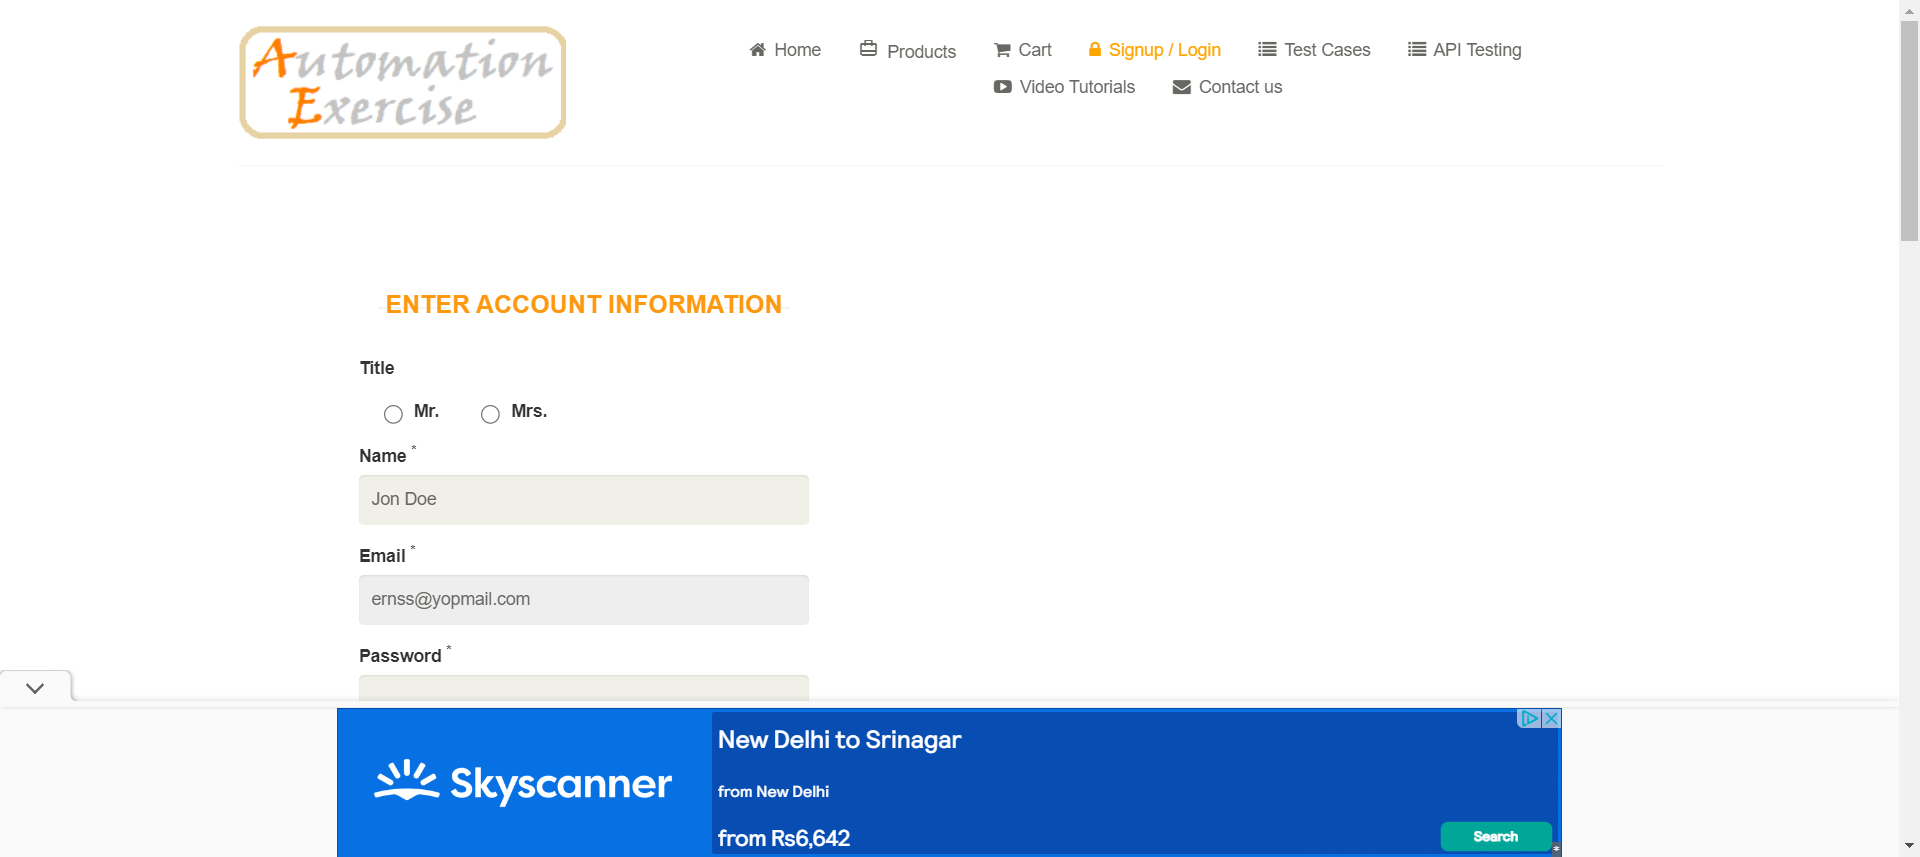 Automation
Exercise
Home
Products
Cart
Signup / Login
Test Cases
API Testing
Video Tutorials
Contact us
ENTER ACCOUNT INFORMATION
Title
Mr.
Mrs.
Name *
Jon Doe
Email *
ernss@yopmail.com
Password *
Skyscanner
New Delhi to Srinagar
from New Delhi
from Rs6,642
Search
*